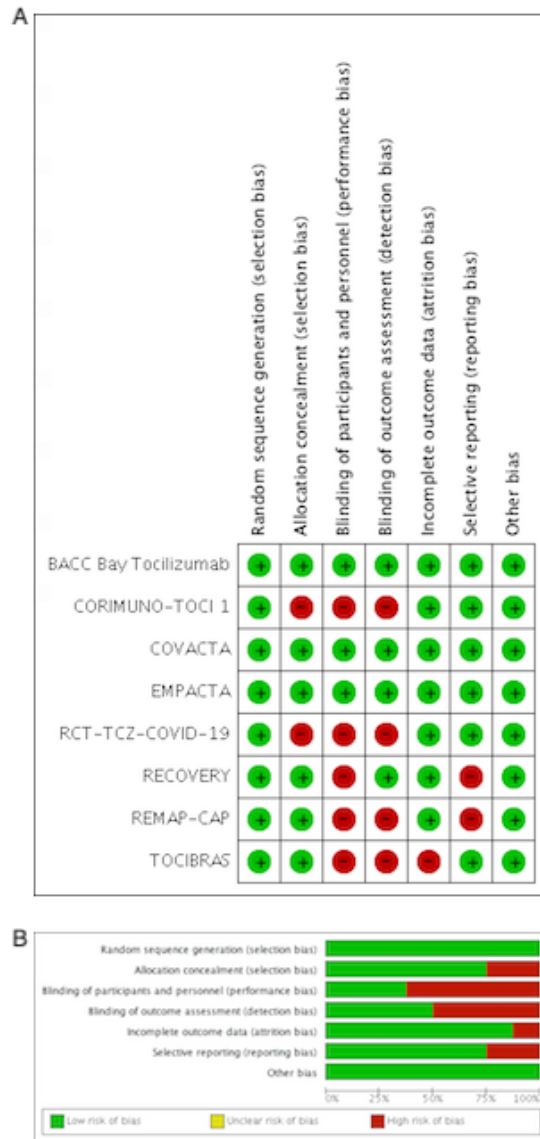 A
Random sequence generation (selection bias)
Allocation concealment (selection bias)
Blinding of participants and personnel (performance bias)
Blinding of outcome assessment (detection bias)
Incomplete outcome data (attrition bias)
Selective reporting (reporting bias)
Other bias
BACC Bay Tocilizumab + + + + + + +
CORIMUNO-TOCI 1 + - - - + + +
COVACTA + + + + + + +
EMPACTA + + + + + + +
RCT-TCZ-COVID-19 + - - - + + +
RECOVERY + + - + + - +
REMAP-CAP + + - - + - +
TOCIBRAS + + - - - + +
B
Random sequence generation (selection bias)
Allocation concealment (selection bias)
Blinding of participants and personnel (performance bias)
Blinding of outcome assessment (detection bias)
Incomplete outcome data (attrition bias)
Selective reporting (reporting bias)
Other bias
0% 25% 50% 75% 100%
Low risk of bias Unclear risk of bias High risk of bias